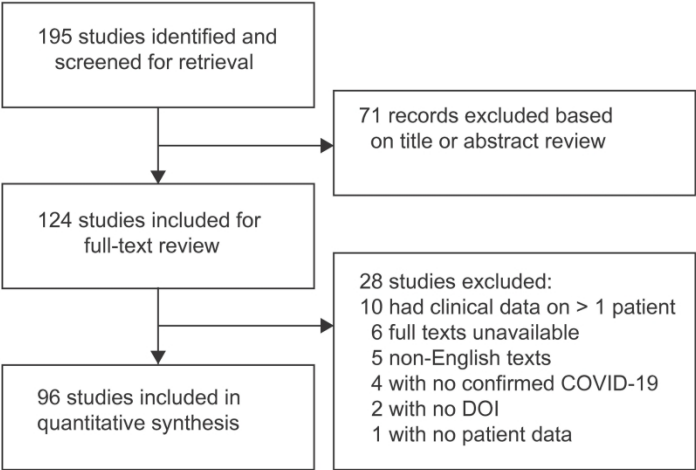 195 studies identified and
screened for retrieval
71 records excluded based
on title or abstract review
124 studies included for
full-text review
28 studies excluded:
10 had clinical data on > 1 patient
6 full texts unavailable
5 non-English texts
4 with no confirmed COVID-19
2 with no DOI
1 with no patient data
96 studies included in
quantitative synthesis